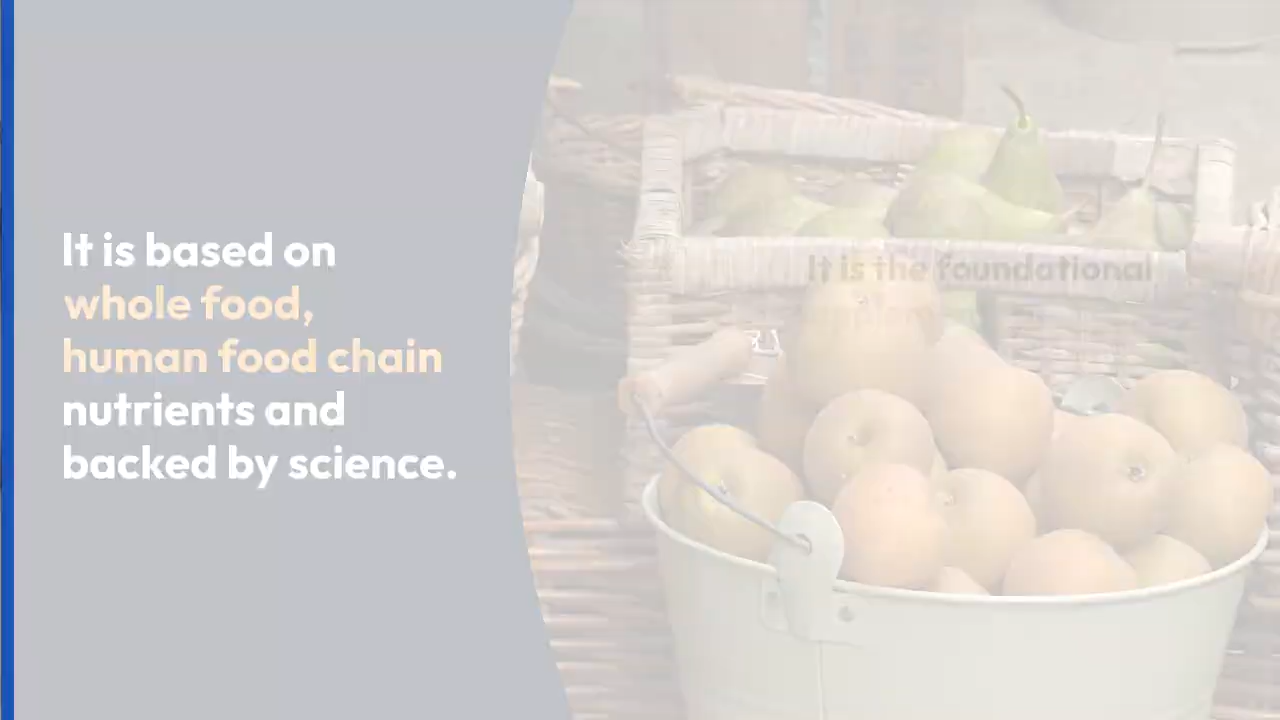 It is based on
whole food,
human food chain
nutrients and
backed by science.
It is the foundational